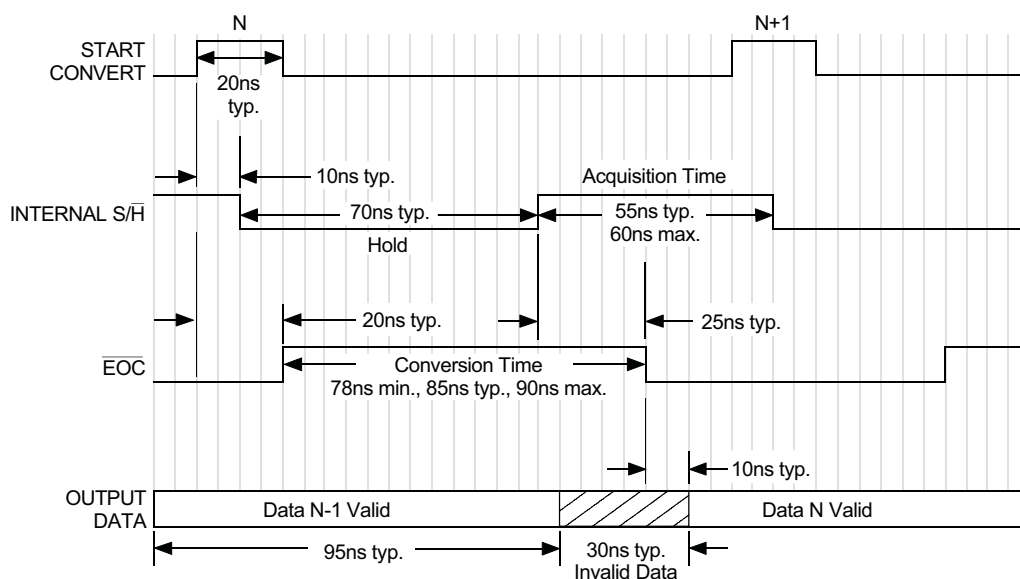 N
N+1
START
CONVERT
20ns
typ.
10ns typ.
Acquisition Time
INTERNAL S/H̅
70ns typ.
55ns typ.
60ns max.
Hold
20ns typ.
25ns typ.
E̅O̅C̅
Conversion Time
78ns min., 85ns typ., 90ns max.
10ns typ.
OUTPUT
DATA
Data N-1 Valid
Data N Valid
95ns typ.
30ns typ.
Invalid Data